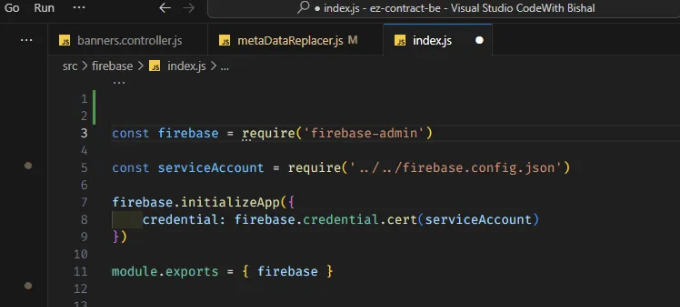 Go Run ··· index.js - ez-contract-be - Visual Studio CodeWith Bishal
··· JS banners.controller.js JS metaDataReplacer.js M JS index.js
src > firebase > JS index.js > ...
...
1
2
3 const firebase = require('firebase-admin')
4
5 const serviceAccount = require('../../firebase.config.json')
6
7 firebase.initializeApp({
8 credential: firebase.credential.cert(serviceAccount)
9 })
10
11 module.exports = { firebase }
12
13